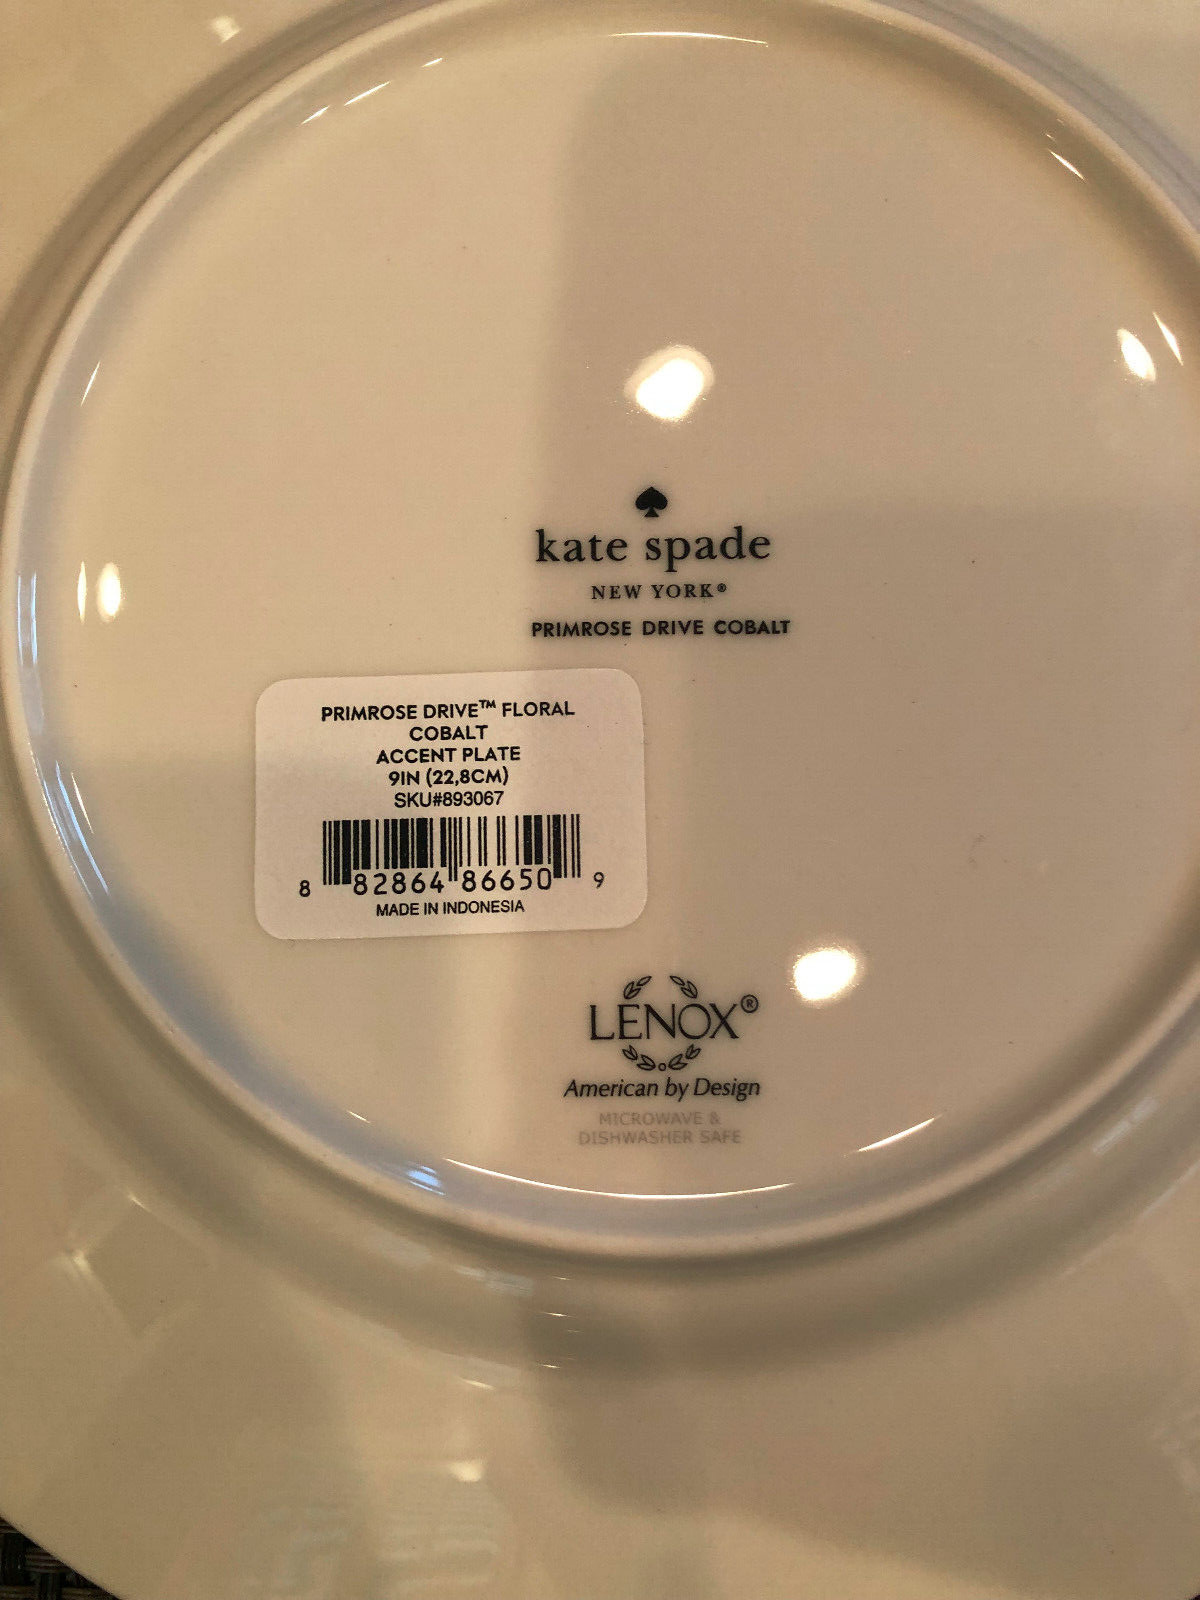 kate spade
NEW YORK®
PRIMROSE DRIVE COBALT
PRIMROSE DRIVE™ FLORAL
COBALT
ACCENT PLATE
9IN (22,8CM)
SKU#893067
8 82864 86650 9
MADE IN INDONESIA
LENOX®
American by Design
MICROWAVE &
DISHWASHER SAFE